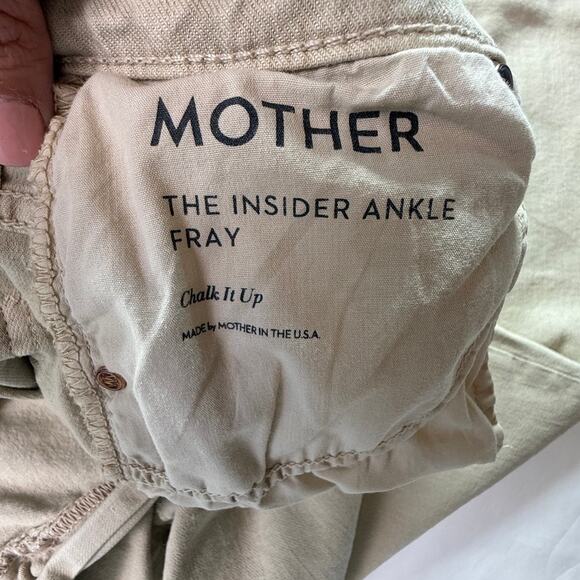 MOTHER
THE INSIDER ANKLE
FRAY
Chalk It Up
MADE by MOTHER IN THE U.S.A.